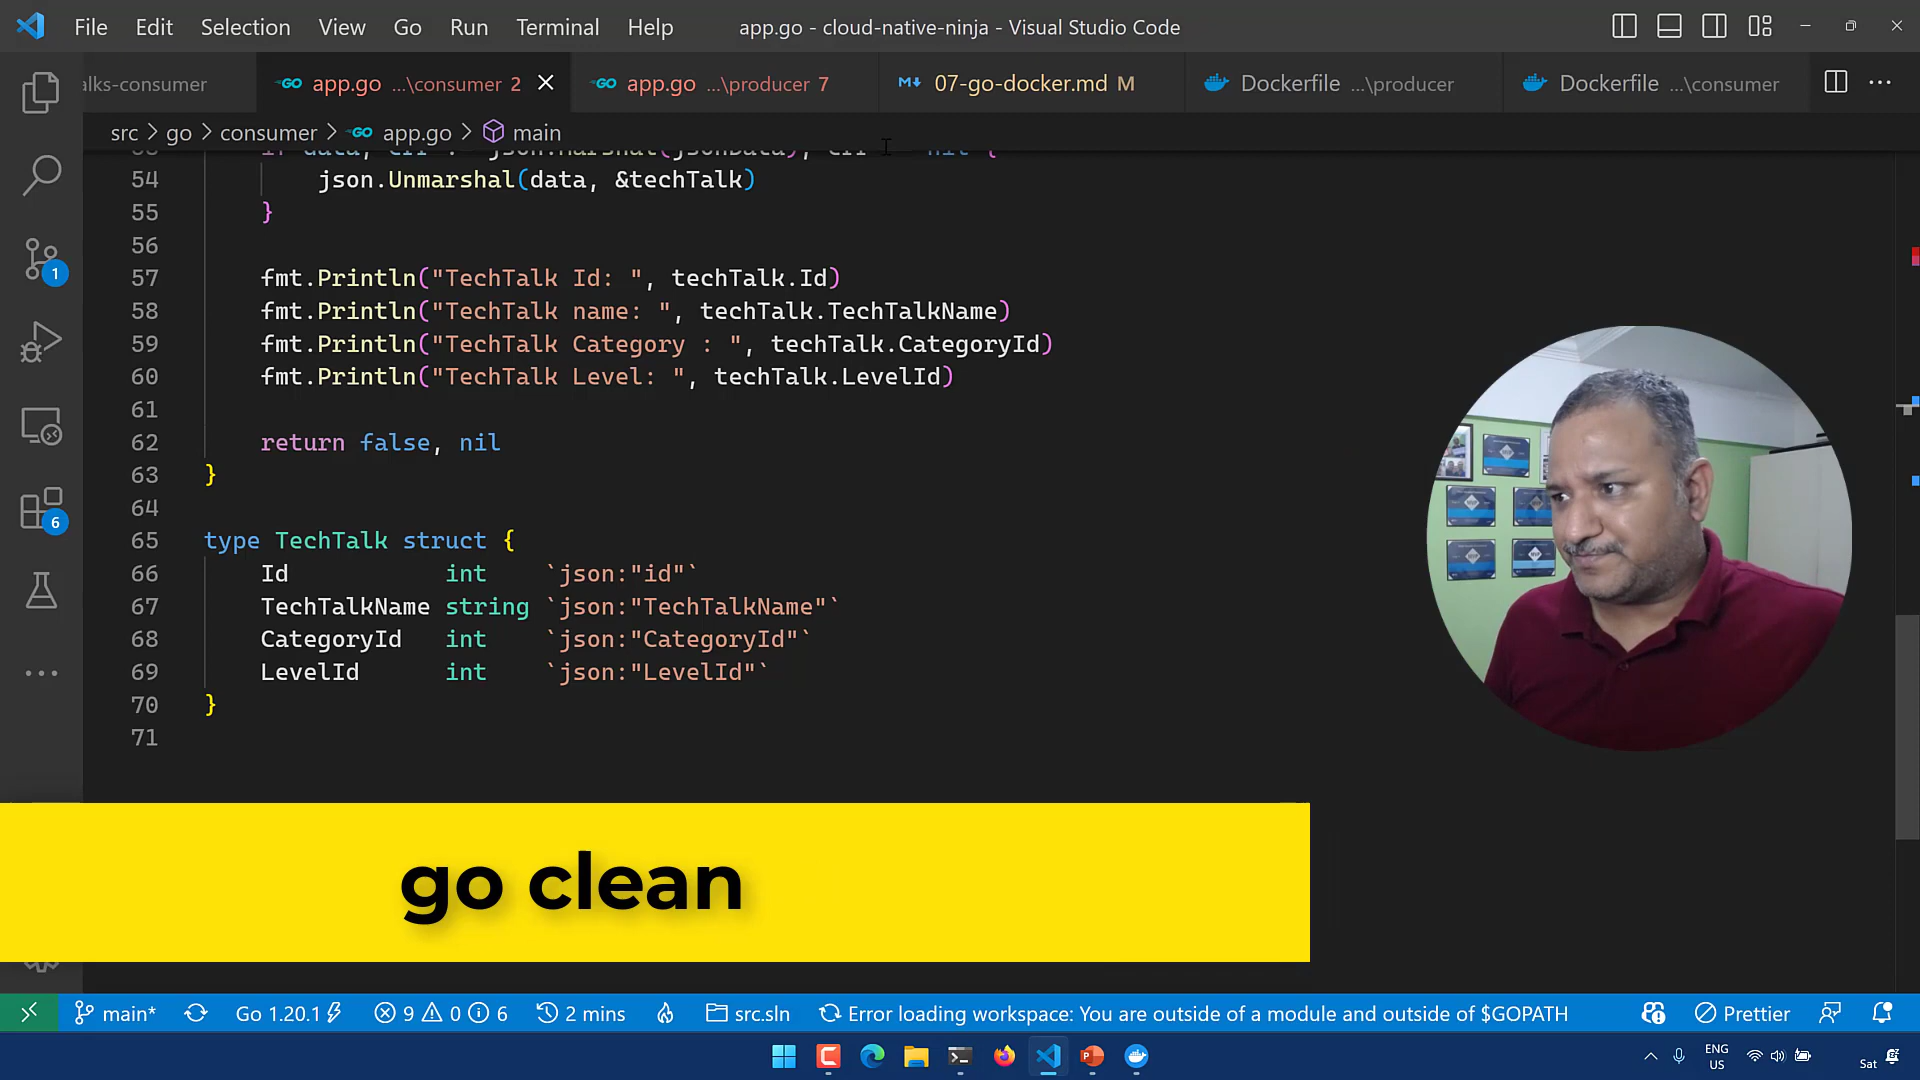 File Edit Selection View Go Run Terminal Help app.go - cloud-native-ninja - Visual Studio Code
alks-consumer app.go ...\consumer 2 app.go ...\producer 7 07-go-docker.md M Dockerfile ...\producer Dockerfile ...\consumer
src > go > consumer > app.go > main
54 json.Unmarshal(data, &techTalk)
55 }
56
57 fmt.Println("TechTalk Id: ", techTalk.Id)
58 fmt.Println("TechTalk name: ", techTalk.TechTalkName)
59 fmt.Println("TechTalk Category : ", techTalk.CategoryId)
60 fmt.Println("TechTalk Level: ", techTalk.LevelId)
61
62 return false, nil
63 }
64
65 type TechTalk struct {
66 Id int `json:"id"`
67 TechTalkName string `json:"TechTalkName"`
68 CategoryId int `json:"CategoryId"`
69 LevelId int `json:"LevelId"`
70 }
71
1
6
go clean
main* Go 1.20.1 9 0 6 2 mins src.sln Error loading workspace: You are outside of a module and outside of $GOPATH Prettier
ENG
US
Sat